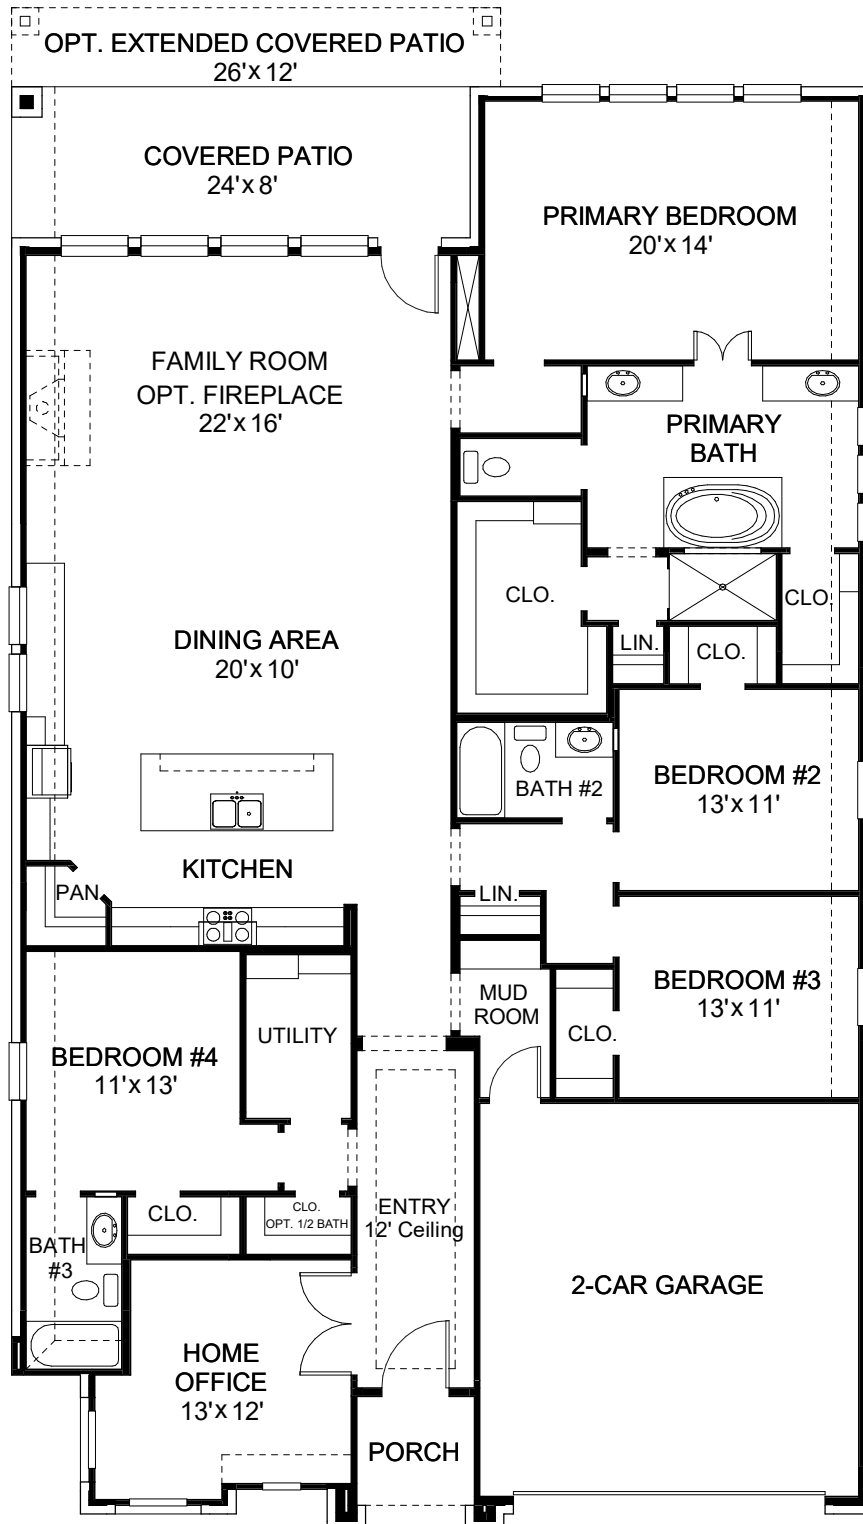 OPT. EXTENDED COVERED PATIO
26'x 12'
COVERED PATIO
24'x 8'
PRIMARY BEDROOM
20'x 14'
FAMILY ROOM
OPT. FIREPLACE
22'x 16'
PRIMARY
BATH
CLO.
CLO.
DINING AREA
20'x 10'
LIN.
CLO.
BEDROOM #2
13'x 11'
BATH #2
KITCHEN
PAN
LIN.
BEDROOM #3
13'x 11'
MUD
ROOM
CLO.
UTILITY
BEDROOM #4
11'x 13'
CLO.
CLO.
OPT. 1/2 BATH
ENTRY
12' Ceiling
BATH
#3
2-CAR GARAGE
HOME
OFFICE
13'x 12'
PORCH